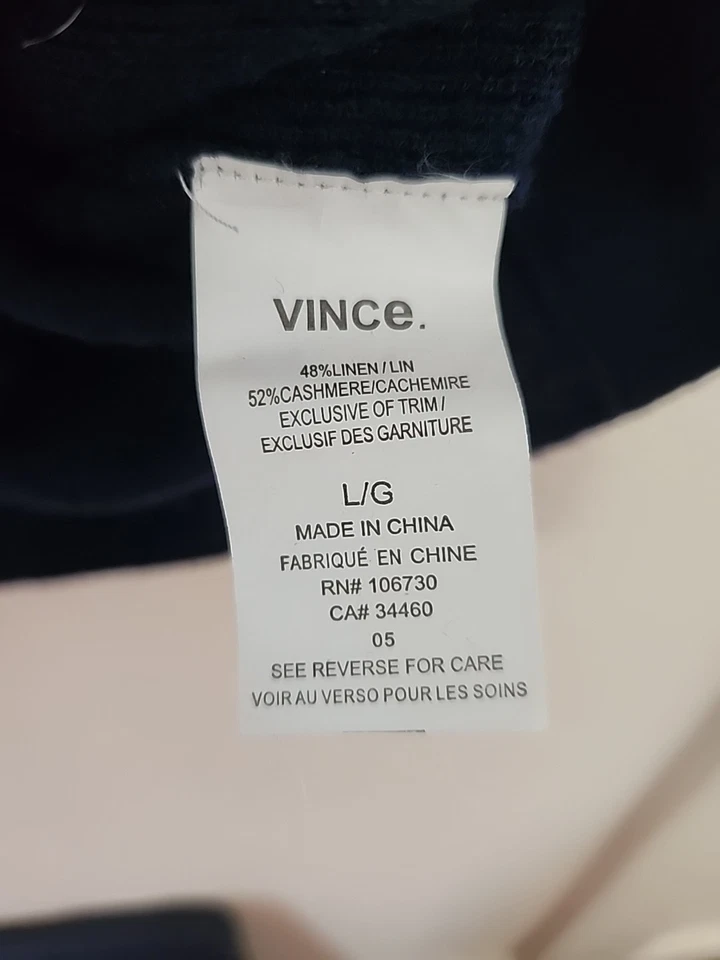 VINCe.
48%LINEN / LIN
52%CASHMERE/CACHEMIRE
EXCLUSIVE OF TRIM /
EXCLUSIF DES GARNITURE
L/G
MADE IN CHINA
FABRIQUÉ EN CHINE
RN# 106730
CA# 34460
05
SEE REVERSE FOR CARE
VOIR AU VERSO POUR LES SOINS